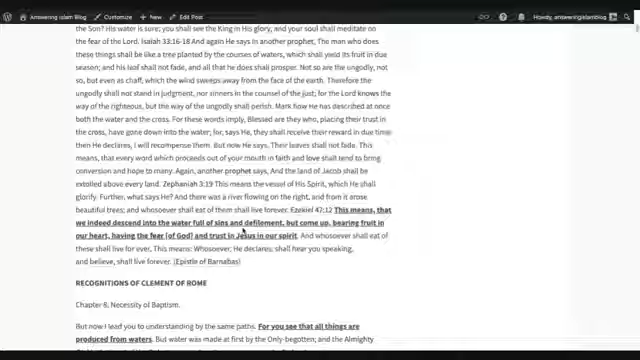 Answering Islam Blog Customize New Edit Post Howdy, answeringislamblog
the Son? His water is sure; you shall see the King in His glory, and your soul shall meditate on
the fear of the Lord. Isaiah 33:16-18 And again He says in another prophet, The man who does
these things shall be like a tree planted by the courses of waters, which shall yield its fruit in due
season; and his leaf shall not fade, and all that he does shall prosper. Not so are the ungodly, not
so, but even as chaff, which the wind sweeps away from the face of the earth. Therefore the
ungodly shall not stand in judgment, nor sinners in the counsel of the just; for the Lord knows the
way of the righteous, but the way of the ungodly shall perish. Mark how He has described at once
both the water and the cross. For these words imply, Blessed are they who, placing their trust in
the cross, have gone down into the water; for, says He, they shall receive their reward in due time:
then He declares, I will recompense them. But now He says, Their leaves shall not fade. This
means, that every word which proceeds out of your mouth in faith and love shall tend to bring
conversion and hope to many. Again, another prophet says, And the land of Jacob shall be
extolled above every land. Zephaniah 3:19 This means the vessel of His Spirit, which He shall
glorify. Further, what says He? And there was a river flowing on the right, and from it arose
beautiful trees; and whosoever shall eat of them shall live forever. Ezekiel 47:12 This means, that
we indeed descend into the water full of sins and defilement, but come up, bearing fruit in
our heart, having the fear [of God] and trust in Jesus in our spirit. And whosoever shall eat of
these shall live for ever, This means: Whosoever, He declares, shall hear you speaking,
and believe, shall live forever. (Epistle of Barnabas)
RECOGNITIONS OF CLEMENT OF ROME
Chapter 8. Necessity of Baptism.
But now I lead you to understanding by the same paths. For you see that all things are
produced from waters. But water was made at first by the Only-begotten; and the Almighty